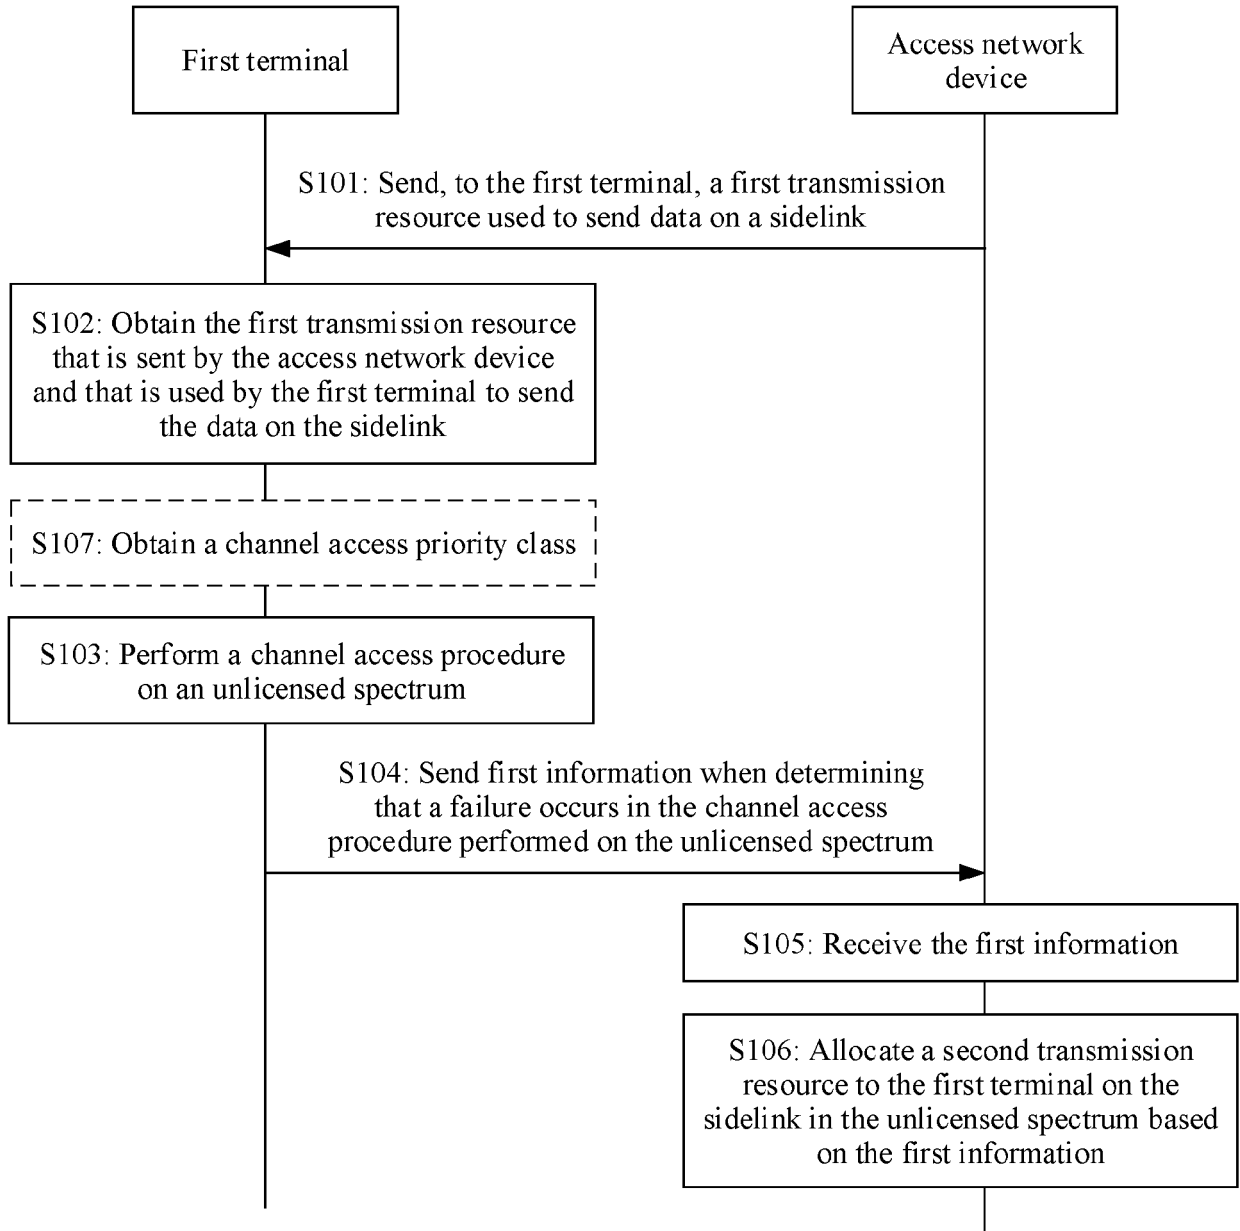 First terminal
Access network
device
S101: Send, to the first terminal, a first transmission
resource used to send data on a sidelink
S102: Obtain the first transmission resource
that is sent by the access network device
and that is used by the first terminal to send
the data on the sidelink
S107: Obtain a channel access priority class
S103: Perform a channel access procedure
on an unlicensed spectrum
S104: Send first information when determining
that a failure occurs in the channel access
procedure performed on the unlicensed spectrum
S105: Receive the first information
S106: Allocate a second transmission
resource to the first terminal on the
sidelink in the unlicensed spectrum based
on the first information